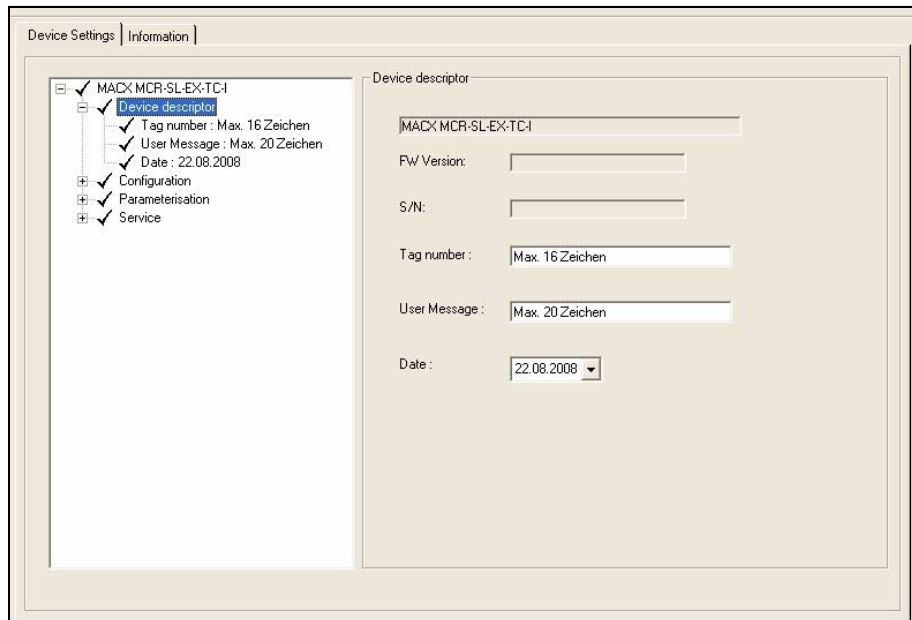 Device Settings
Information
MACX MCR-SL-EX-TC-I
Device descriptor
Tag number : Max. 16 Zeichen
User Message : Max. 20 Zeichen
Date : 22.08.2008
Configuration
Parameterisation
Service
Device descriptor
MACX MCR-SL-EX-TC-I
FW Version:
S/N:
Tag number : Max. 16 Zeichen
User Message : Max. 20 Zeichen
Date : 22.08.2008